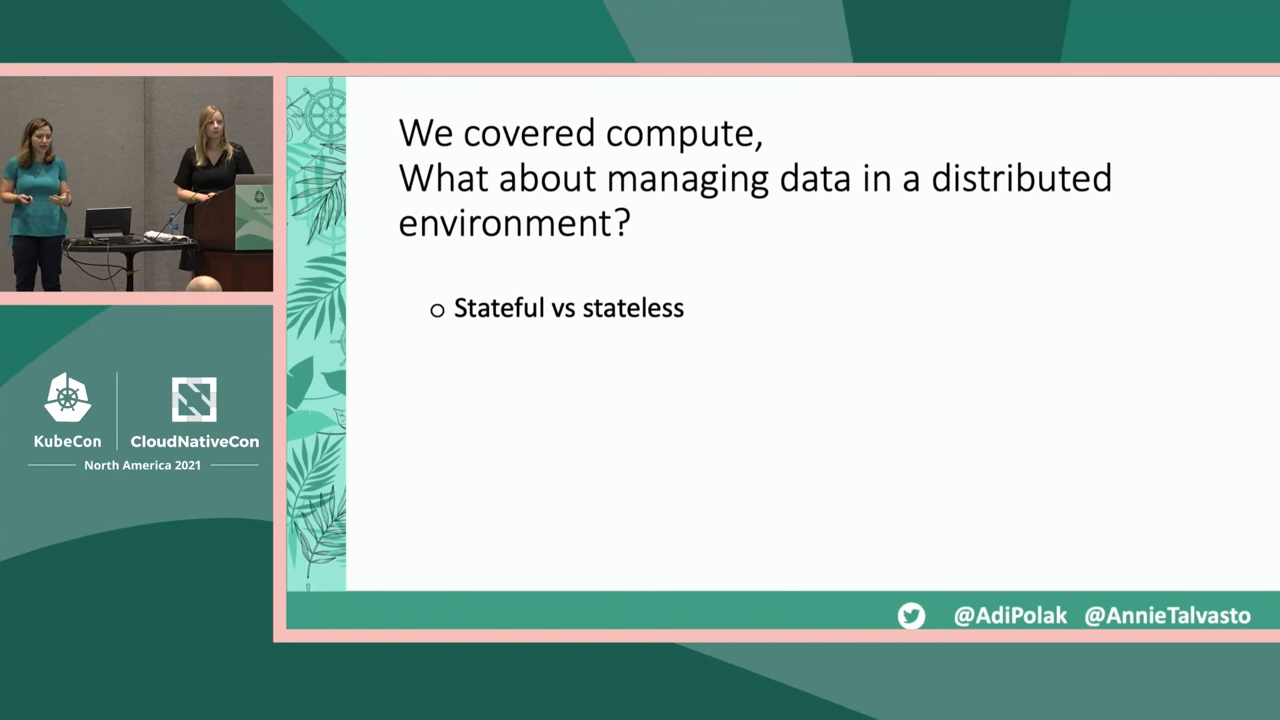 We covered compute,
What about managing data in a distributed
environment?
o Stateful vs stateless
KubeCon
CloudNativeCon
North America 2021
@AdiPolak @AnnieTalvasto